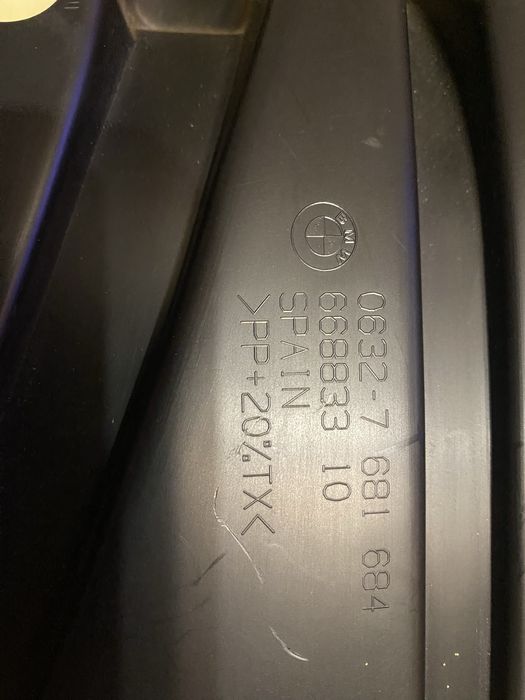 BMW
0632-7 681 684
668833 10
SPAIN
>PP+20%TX<